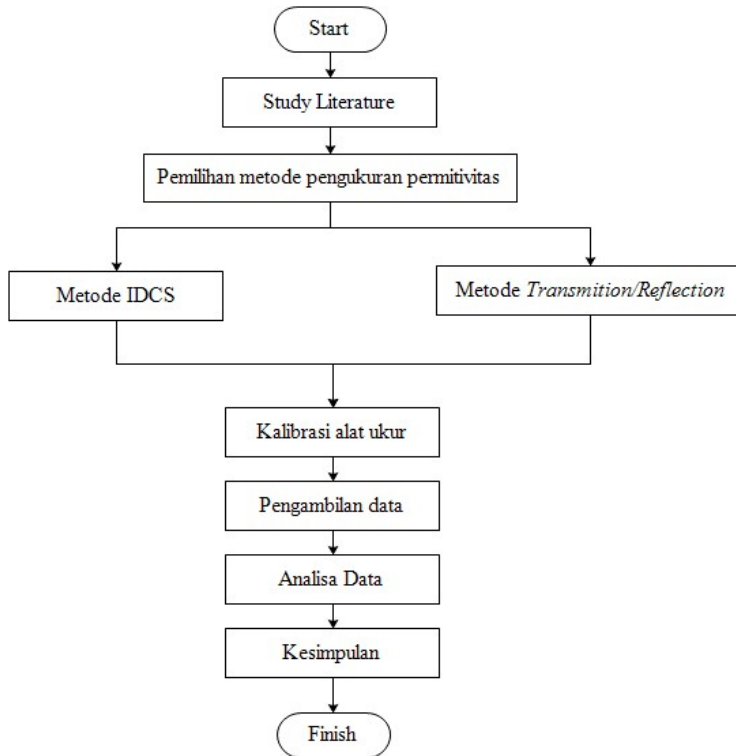 Start
Study Literature
Pemilihan metode pengukuran permitivitas
Metode IDCS
Metode Transmition/Reflection
Kalibrasi alat ukur
Pengambilan data
Analisa Data
Kesimpulan
Finish